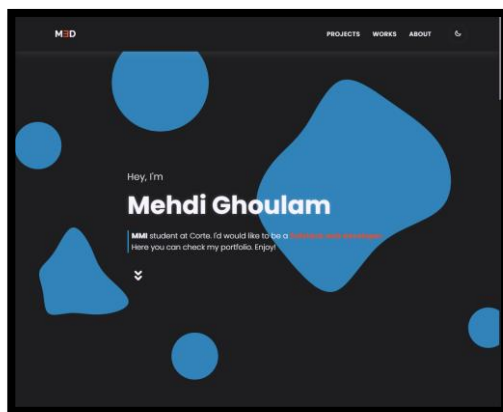 MED
PROJECTS WORKS ABOUT
Hey, I'm
Mehdi Ghoulam
MMI student at Corte. I'd would like to be a
Here you can check my portfolio. Enjoy!